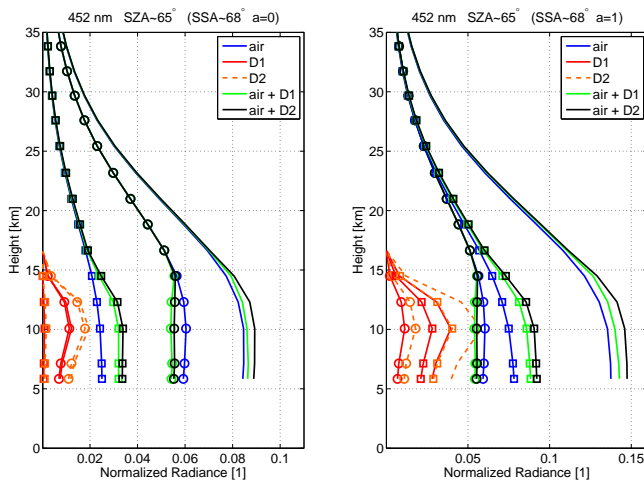 452 nm SZA~65° (SSA~68° a=0)
35
30
25
20
15
10
5
0
Height [km]
0.02
0.04
0.06
0.08
0.1
Normalized Radiance [1]
air
D1
D2
air + D1
air + D2
452 nm SZA~65° (SSA~68° a=1)
35
30
25
20
15
10
5
0
Height [km]
0.05
0.1
0.15
Normalized Radiance [1]
air
D1
D2
air + D1
air + D2